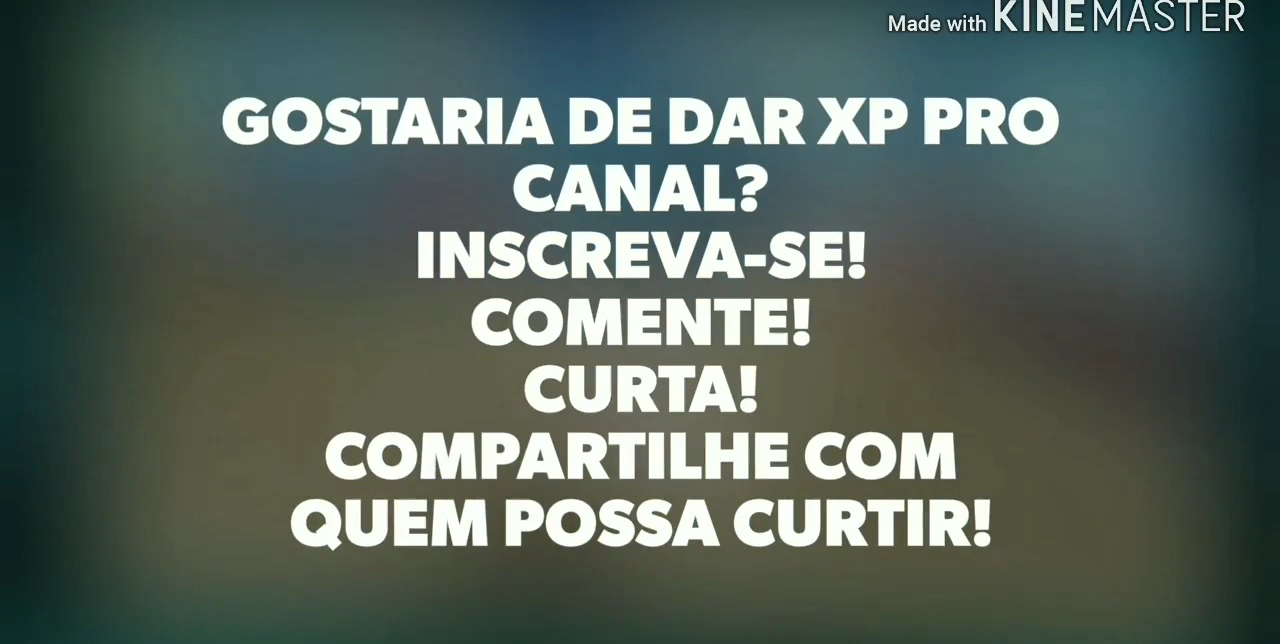 Made with KINEMASTER
GOSTARIA DE DAR XP PRO
CANAL?
INSCREVA-SE!
COMENTE!
CURTA!
COMPARTILHE COM
QUEM POSSA CURTIR!